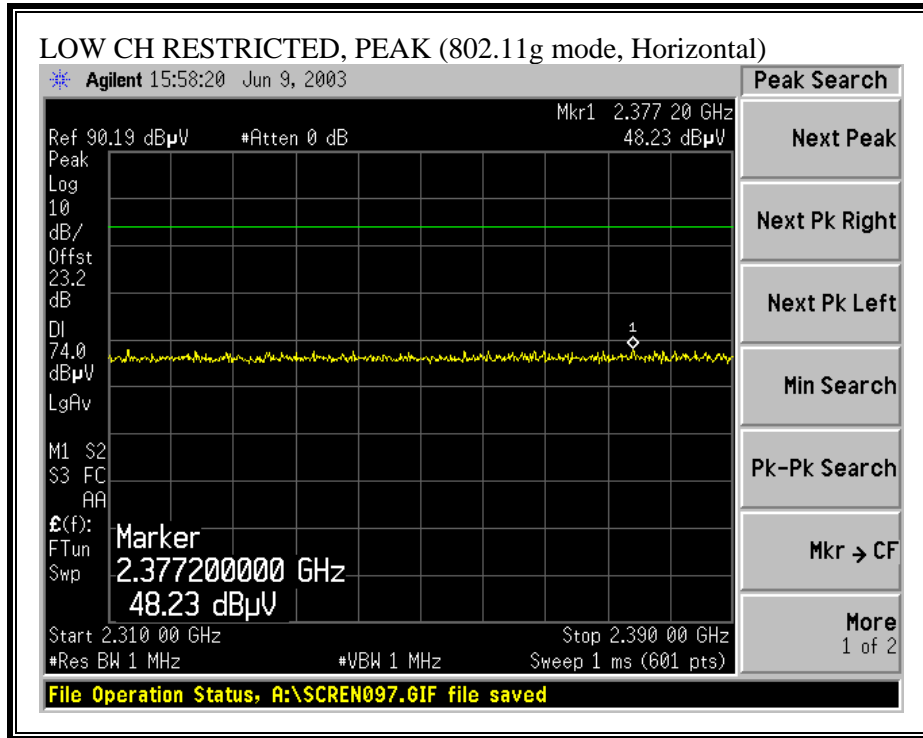 LOW CH RESTRICTED, PEAK (802.11g mode, Horizontal)
Agilent 15:58:20 Jun 9, 2003
Peak Search
Mkr1 2.377 20 GHz
Ref 90.19 dBµV #Atten 0 dB 48.23 dBµV
Next Peak
Peak
Log
10
dB/
Next Pk Right
Offst
23.2
dB
Next Pk Left
1
DI
74.0
dBµV
Min Search
LgAv
M1 S2
S3 FC
AA
Pk-Pk Search
£(f):
FTun
Swp
Marker
2.377200000 GHz
48.23 dBµV
Mkr → CF
Start 2.310 00 GHz Stop 2.390 00 GHz
#Res BW 1 MHz #VBW 1 MHz Sweep 1 ms (601 pts)
More
1 of 2
File Operation Status, A:\SCREN097.GIF file saved